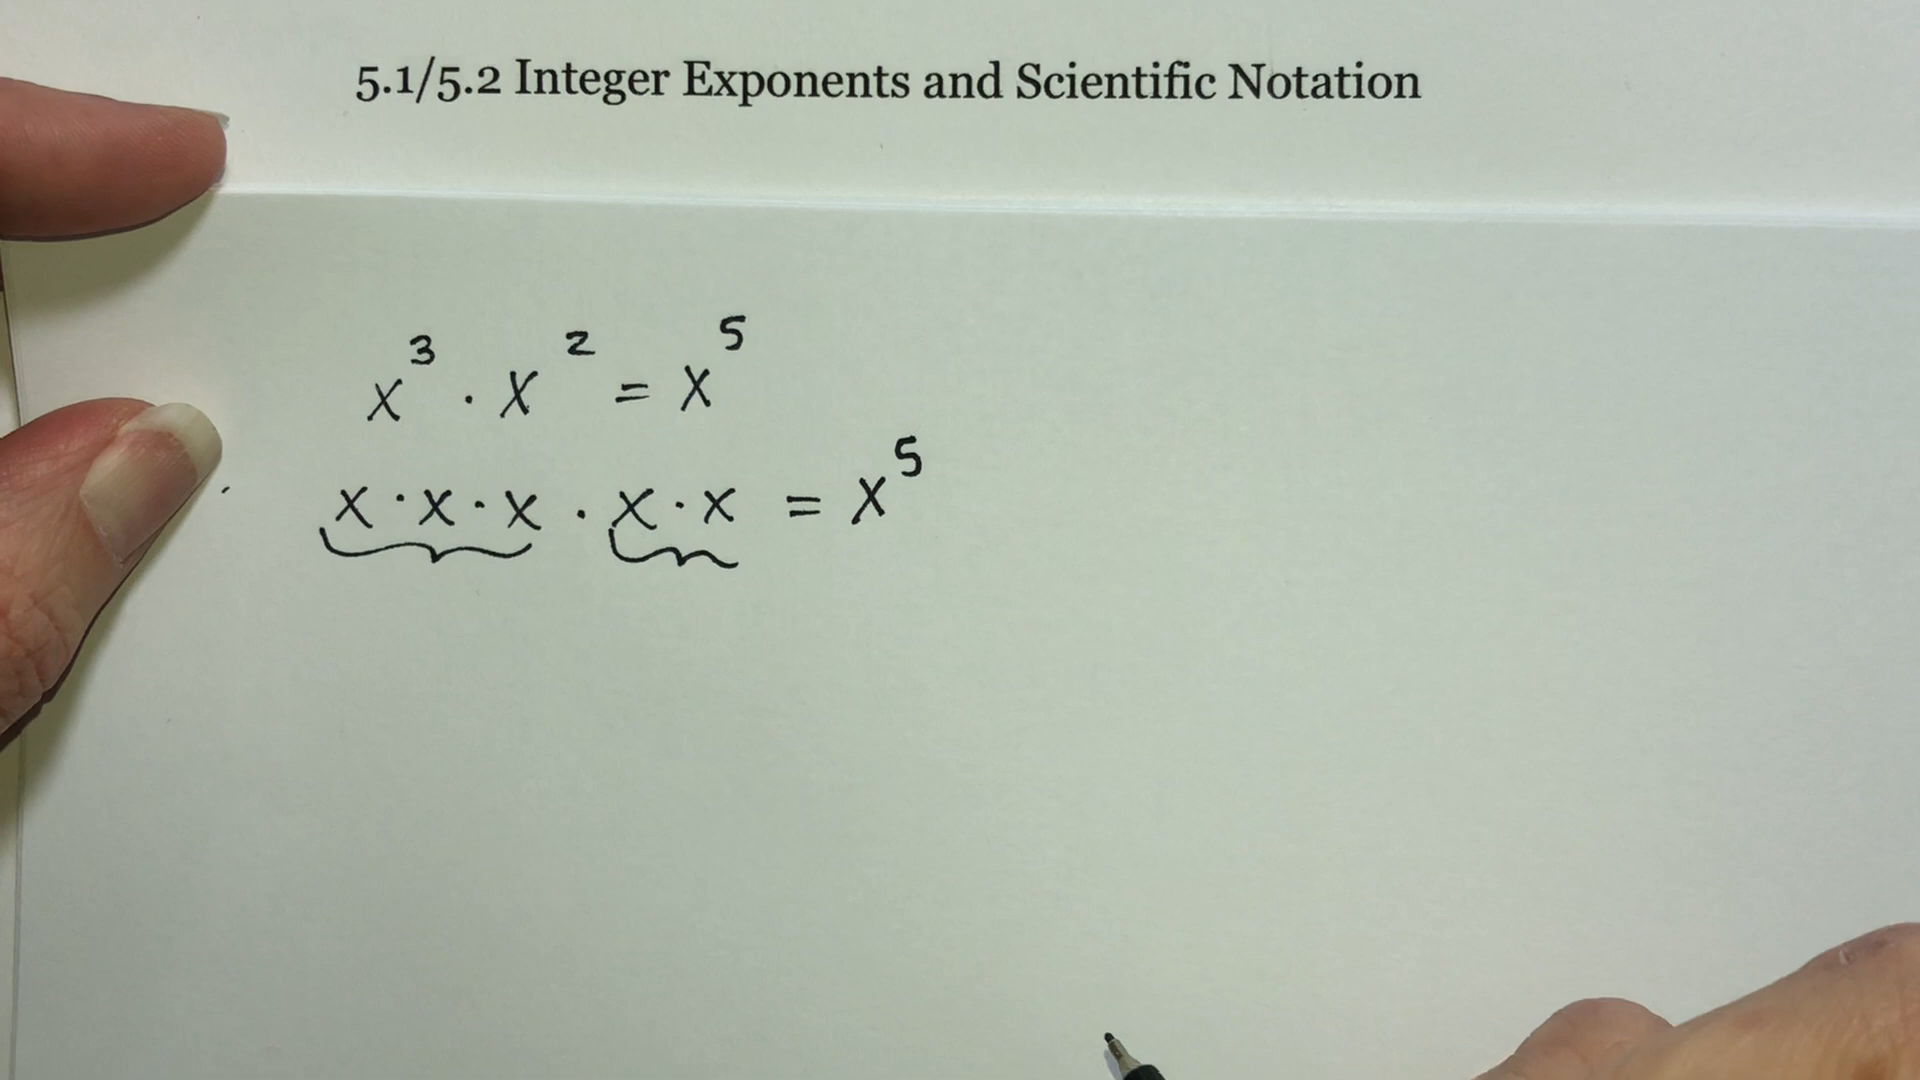 5.1/5.2 Integer Exponents and Scientific Notation
x³ · x² = x⁵
x · x · x · x · x = x⁵